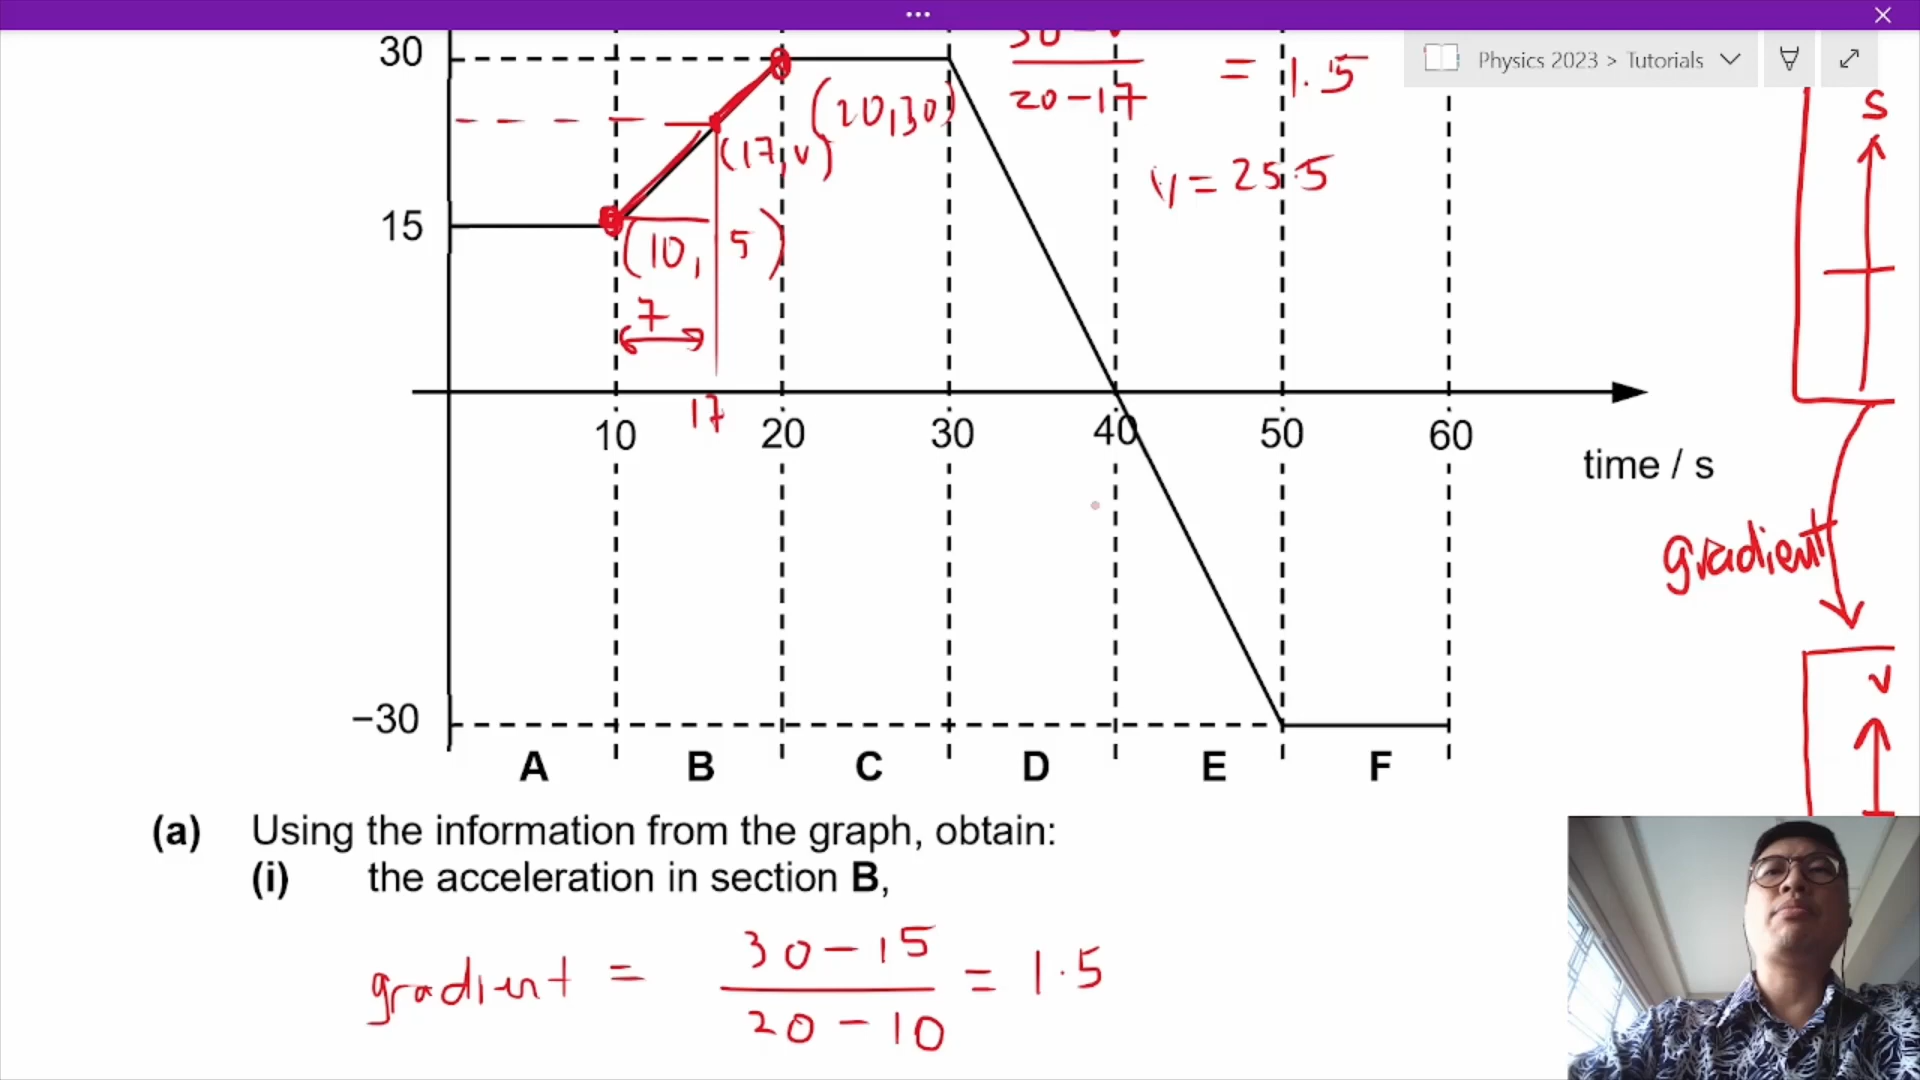 ...
Physics 2023 > Tutorials
30
20-17
= 1.5
(20,30)
(17,v)
v = 25.5
15
(10, 15)
7
17
10 20 30 40 50 60
time / s
s
gradient
v
−30
A B C D E F
(a) Using the information from the graph, obtain:
(i) the acceleration in section B,
gradient = 30-15 = 1.5
20-10